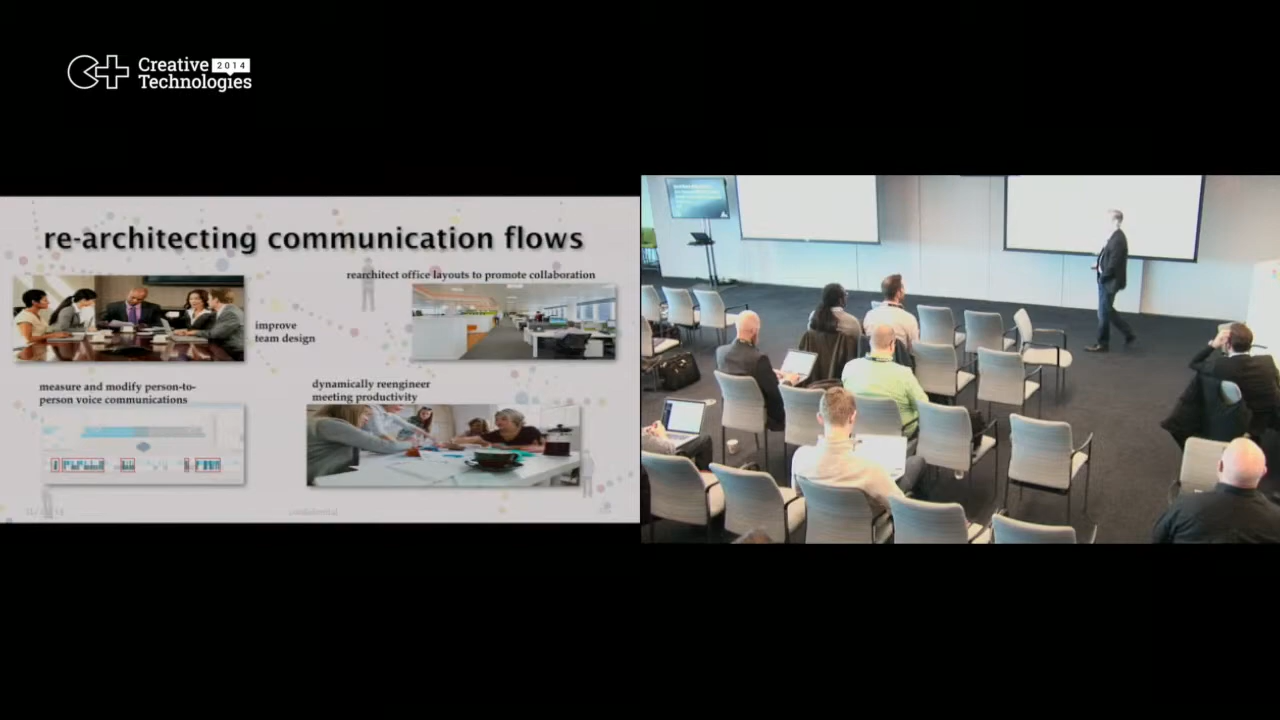 Creative 2014
Technologies
re-architecting communication flows
rearchitect office layouts to promote collaboration
improve
team design
measure and modify person-to-
person voice communications
dynamically reengineer
meeting productivity
confidential